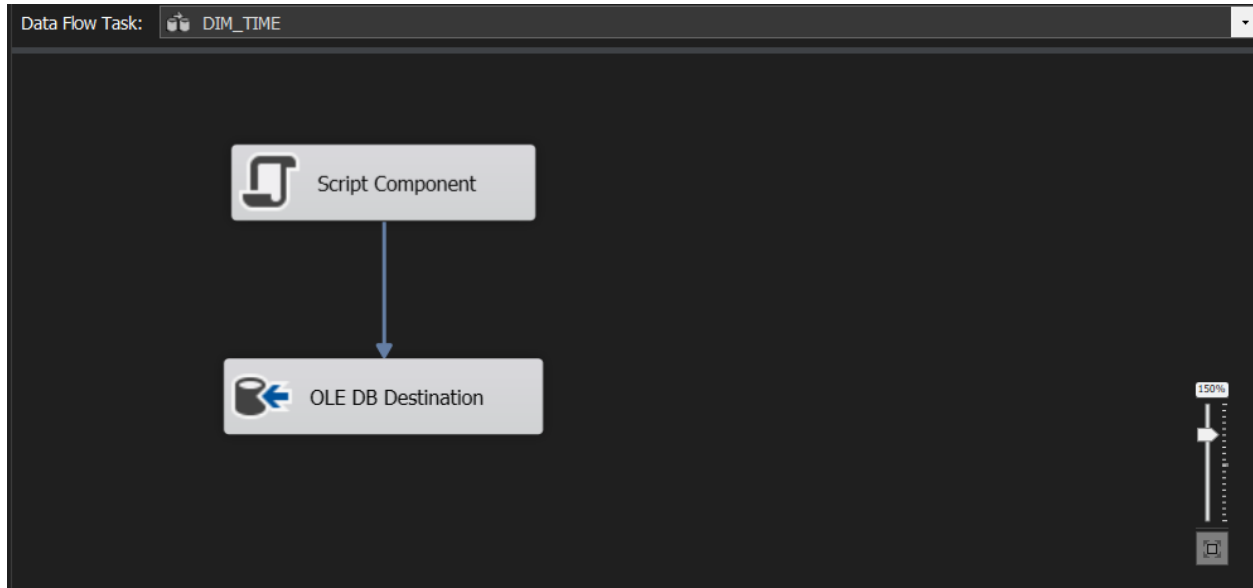 Data Flow Task: DIM_TIME
Script Component
OLE DB Destination
150%